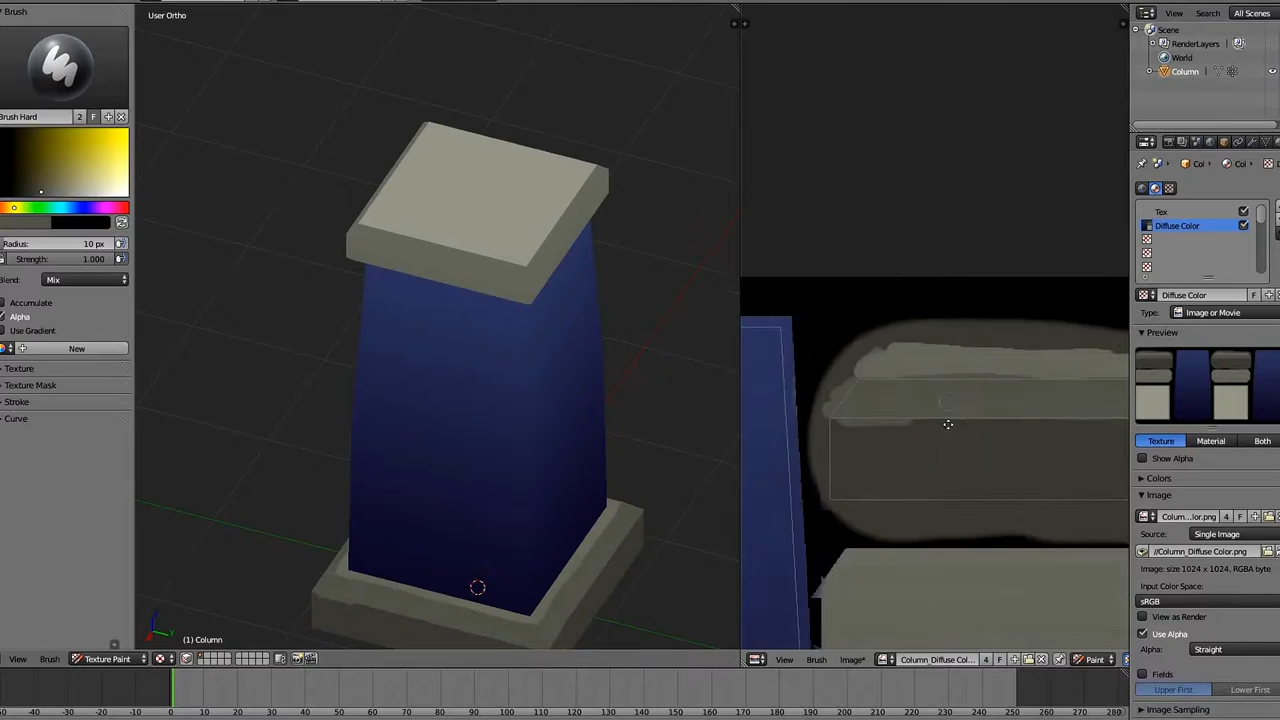 Brush
Brush Hard
2
F
Radius: 10 px
Strength: 1.000
Blend: Mix
Accumulate
Alpha
Use Gradient
New
Texture
Texture Mask
Stroke
Curve
User Ortho
(1) Column
View Brush Texture Paint
View Brush Image* Column_Diffuse Col... 4 F Paint
-50 -40 -30 -20 -10 0 10 20 30 40 50 60 70 80 90 100 110 120 130 140 150 160 170 180 190 200 210 220 230 240 250 260 270 280
View Search All Scenes
Scene
RenderLayers
World
Column
Col Col
Tex
Diffuse Color
Diffuse Color F
Type: Image or Movie
Preview
Texture Material Both
Show Alpha
Colors
Image
Colum...lor.png 4 F
Source: Single Image
//Column_Diffuse Color.png
Image: size 1024 x 1024, RGBA byte
Input Color Space:
sRGB
View as Render
Use Alpha
Alpha: Straight
Fields
Upper First Lower First
Image Sampling